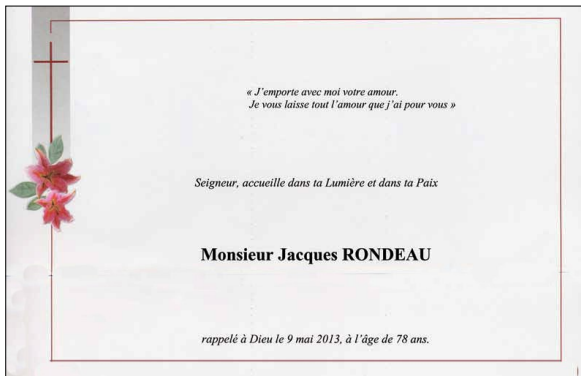 « J'emporte avec moi votre amour.
Je vous laisse tout l'amour que j'ai pour vous »
Seigneur, accueille dans ta Lumière et dans ta Paix
Monsieur Jacques RONDEAU
rappelé à Dieu le 9 mai 2013, à l'âge de 78 ans.